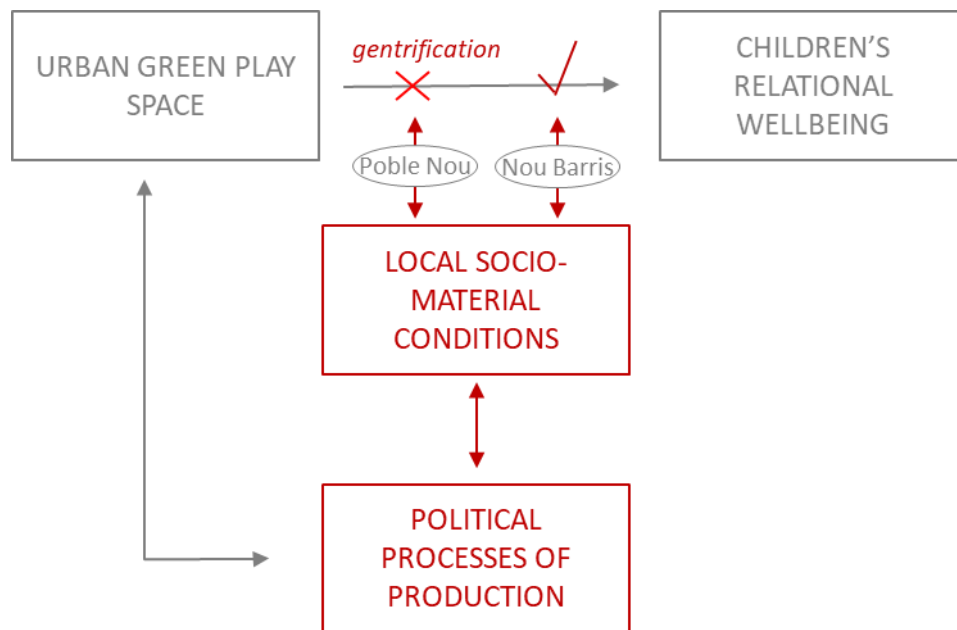 URBAN GREEN PLAY
SPACE
gentrification
CHILDREN'S
RELATIONAL
WELLBEING
Poble Nou
Nou Barris
LOCAL SOCIO-
MATERIAL
CONDITIONS
POLITICAL
PROCESSES OF
PRODUCTION